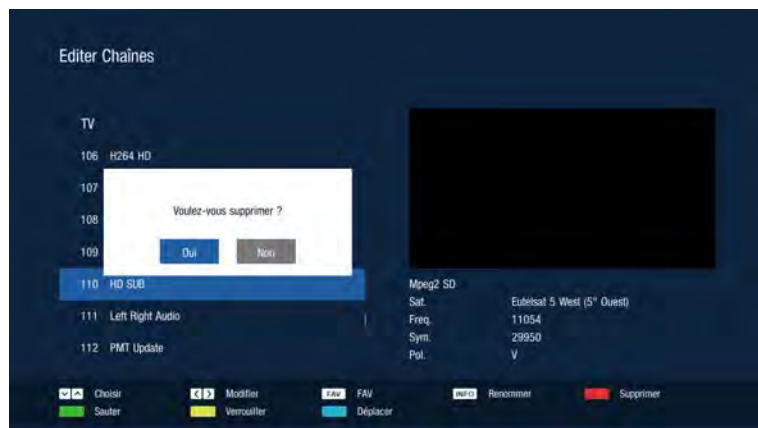 Editer Chaînes
TV
106 H264 HD
107
108
109
Voulez-vous supprimer ?
Oui Non
110 HD SUB
111 Left Right Audio
112 PMT Update
Mpeg2 SD
Sat. Eutelsat 5 West (5° Ouest)
Freq. 11054
Sym. 29950
Pol. V
Choisir Modifier FAV FAV INFO Renommer Supprimer
Sauter Verrouiller Déplacer